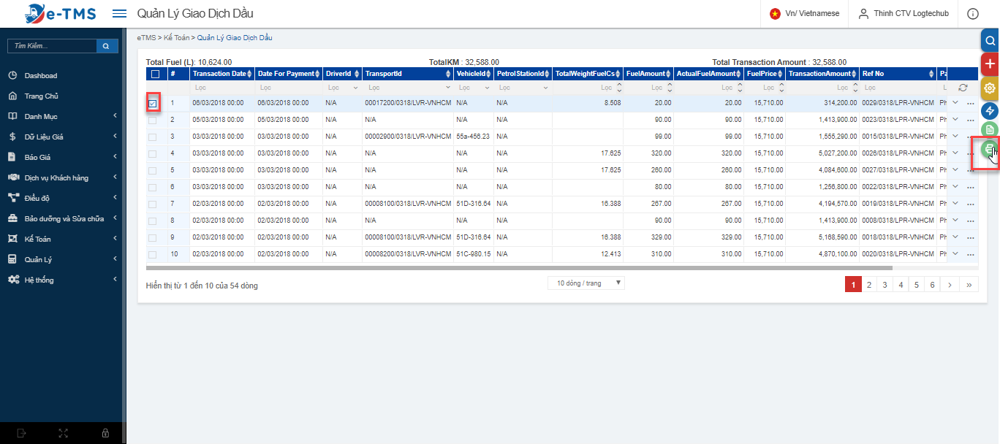 e-TMS
Quản Lý Giao Dịch Dầu
Vn/ Vietnamese
Thinh CTV Logtechub
eTMS > Kế Toán > Quản Lý Giao Dịch Dầu
Tìm Kiếm...
Dashboad
Trang Chủ
Danh Mục
Dữ Liệu Giá
Báo Giá
Dịch vụ Khách hàng
Điều độ
Bảo dưỡng và Sửa chữa
Kế Toán
Quản Lý
Hệ thống
Total Fuel (L): 10,624.00 TotalKM : 32,588.00 Total Transaction Amount : 32,588.00
# Transaction Date Date For Payment DriverId TransportId VehicleId PetrolStationId TotalWeightFuelCs FuelAmount ActualFuelAmount FuelPrice TransactionAmount Ref No Pa
Lọc Lọc Lọc Lọc Lọc Lọc Lọc Lọc Lọc Lọc Lọc Lọc L
1 06/03/2018 00:00 06/03/2018 00:00 N/A 00017200/0318/LVR-VNHCM N/A N/A 8.508 20.00 20.00 15,710.00 314,200.00 0029/0318/LPR-VNHCM Ph ...
2 05/03/2018 00:00 05/03/2018 00:00 N/A N/A N/A N/A 90.00 90.00 15,710.00 1,413,900.00 0023/0318/LPR-VNHCM Ph ...
3 03/03/2018 00:00 03/03/2018 00:00 N/A 00002900/0318/LVR-VNHCM 55a-456.23 N/A 99.00 99.00 15,710.00 1,555,290.00 0015/0318/LPR-VNHCM Ph ...
4 03/03/2018 00:00 03/03/2018 00:00 N/A N/A N/A N/A 17.625 320.00 320.00 15,710.00 5,027,200.00 0026/0318/LPR-VNHCM Ph ...
5 03/03/2018 00:00 03/03/2018 00:00 N/A N/A N/A N/A 17.625 260.00 260.00 15,710.00 4,084,600.00 0027/0318/LPR-VNHCM Ph ...
6 03/03/2018 00:00 03/03/2018 00:00 N/A N/A N/A N/A 80.00 80.00 15,710.00 1,256,800.00 0022/0318/LPR-VNHCM Ph ...
7 02/03/2018 00:00 02/03/2018 00:00 N/A 00008100/0318/LVR-VNHCM 51D-316.64 N/A 16.388 267.00 267.00 15,710.00 4,194,570.00 0019/0318/LPR-VNHCM Ph ...
8 02/03/2018 00:00 02/03/2018 00:00 N/A N/A N/A N/A 90.00 90.00 15,710.00 1,413,900.00 0008/0318/LPR-VNHCM Ph ...
9 02/03/2018 00:00 02/03/2018 00:00 N/A 00008100/0318/LVR-VNHCM 51D-316.64 N/A 16.388 329.00 329.00 15,710.00 5,168,590.00 0018/0318/LPR-VNHCM Ph ...
10 02/03/2018 00:00 02/03/2018 00:00 N/A 00008200/0318/LVR-VNHCM 51C-980.15 N/A 12.413 310.00 310.00 15,710.00 4,870,100.00 0020/0318/LPR-VNHCM Ph ...
Hiển thị từ 1 đến 10 của 54 dòng
10 dòng / trang
1 2 3 4 5 6 › »